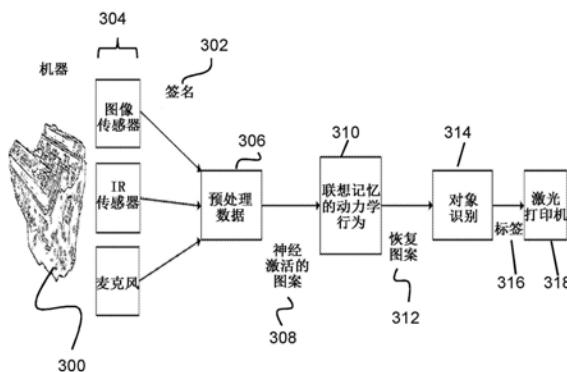 304
302
机器
签名
图像
传感器
306
310
314
IR
传感器
预处理
数据
联想记忆
的动力学
行为
对象
识别
激光
打印机
麦克风
神经
激活的
图案
恢复
图案
标签
308
312
316
318
300